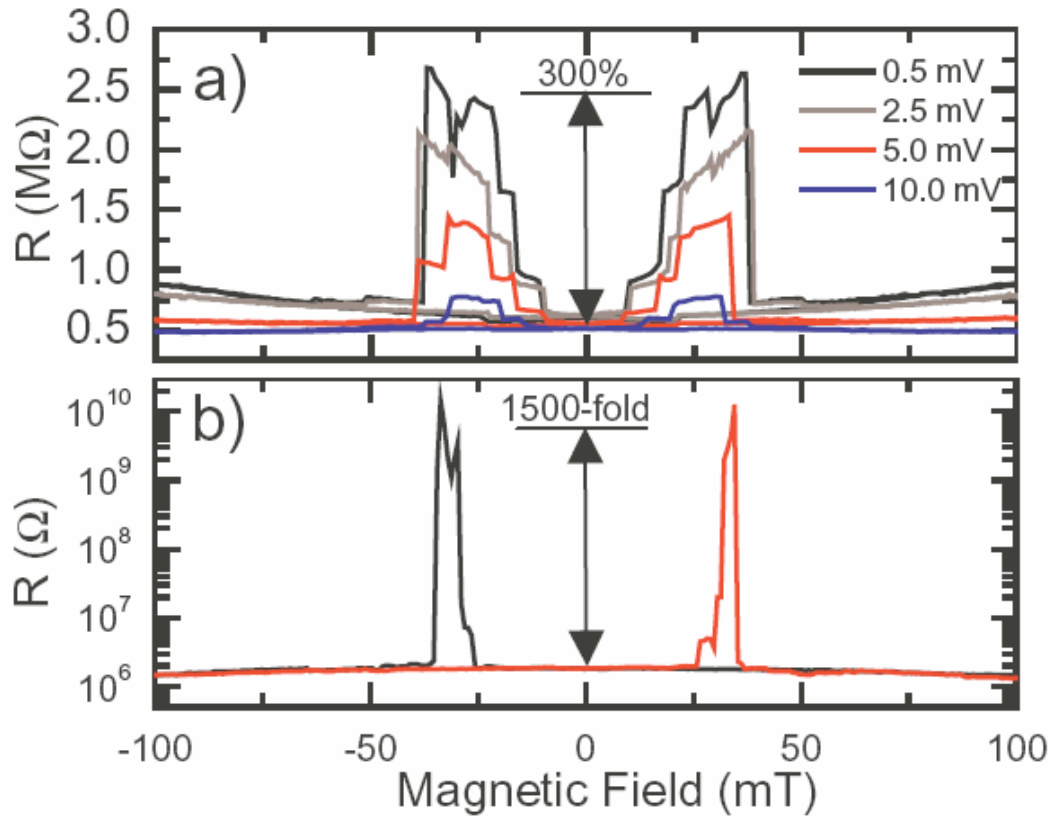 a)
300%
0.5 mV
2.5 mV
5.0 mV
10.0 mV
R (MΩ)
3.0
2.5
2.0
1.5
1.0
0.5
b)
1500-fold
R (Ω)
10¹⁰
10⁹
10⁸
10⁷
10⁶
-100 -50 0 50 100
Magnetic Field (mT)